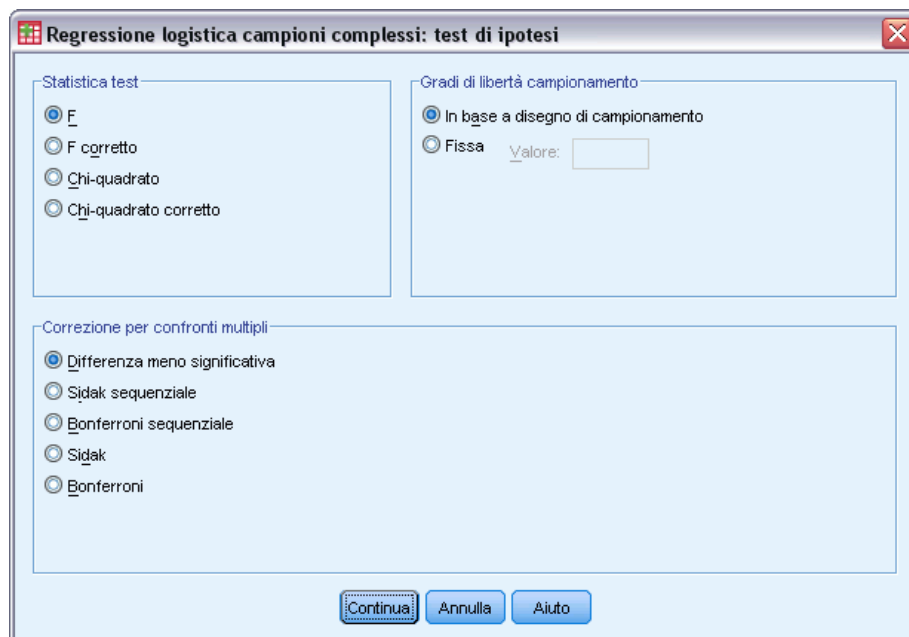 Regressione logistica campioni complessi: test di ipotesi
Statistica test
F
F corretto
Chi-quadrato
Chi-quadrato corretto
Gradi di libertà campionamento
In base a disegno di campionamento
Fissa Valore:
Correzione per confronti multipli
Differenza meno significativa
Sidak sequenziale
Bonferroni sequenziale
Sidak
Bonferroni
Continua Annulla Aiuto